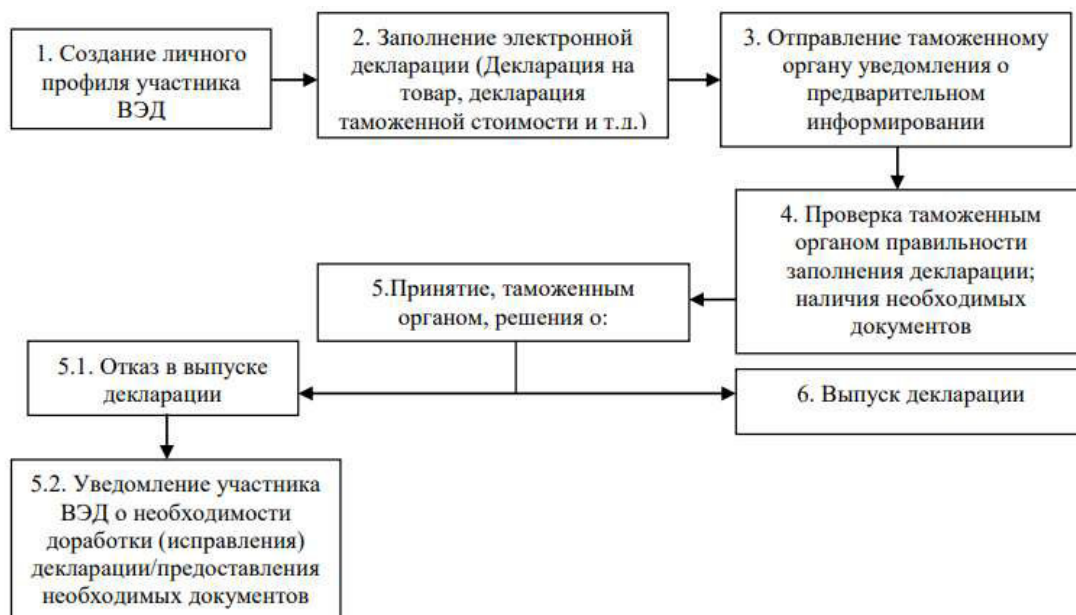 1. Создание личного
профиля участника
ВЭД
2. Заполнение электронной
декларации (Декларация на
товар, декларация
таможенной стоимости и т.д.)
3. Отправление таможенному
органу уведомления о
предварительном
информировании
4. Проверка таможенным
органом правильности
заполнения декларации;
наличия необходимых
документов
5.Принятие, таможенным
органом, решения о:
5.1. Отказ в выпуске
декларации
6. Выпуск декларации
5.2. Уведомление участника
ВЭД о необходимости
доработки (исправления)
декларации/предоставления
необходимых документов